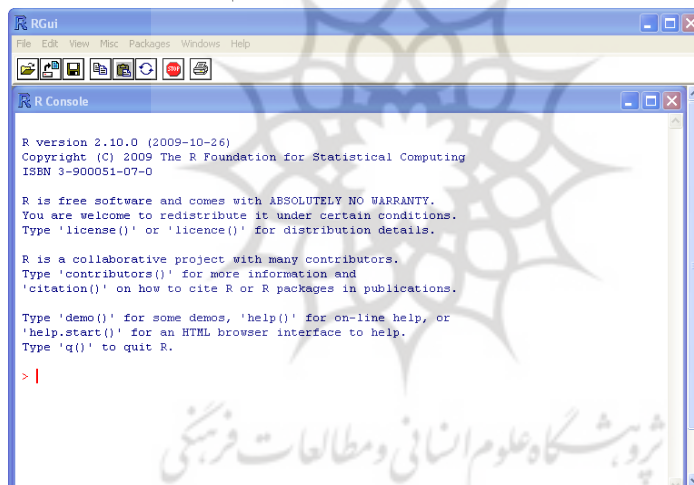 RGui
File Edit View Misc Packages Windows Help
STOP
R Console
R version 2.10.0 (2009-10-26)
Copyright (C) 2009 The R Foundation for Statistical Computing
ISBN 3-900051-07-0
R is free software and comes with ABSOLUTELY NO WARRANTY.
You are welcome to redistribute it under certain conditions.
Type 'license()' or 'licence()' for distribution details.
R is a collaborative project with many contributors.
Type 'contributors()' for more information and
'citation()' on how to cite R or R packages in publications.
Type 'demo()' for some demos, 'help()' for on-line help, or
'help.start()' for an HTML browser interface to help.
Type 'q()' to quit R.
>
پژوهشگاه علوم انسانی و مطالعات فرهنگی